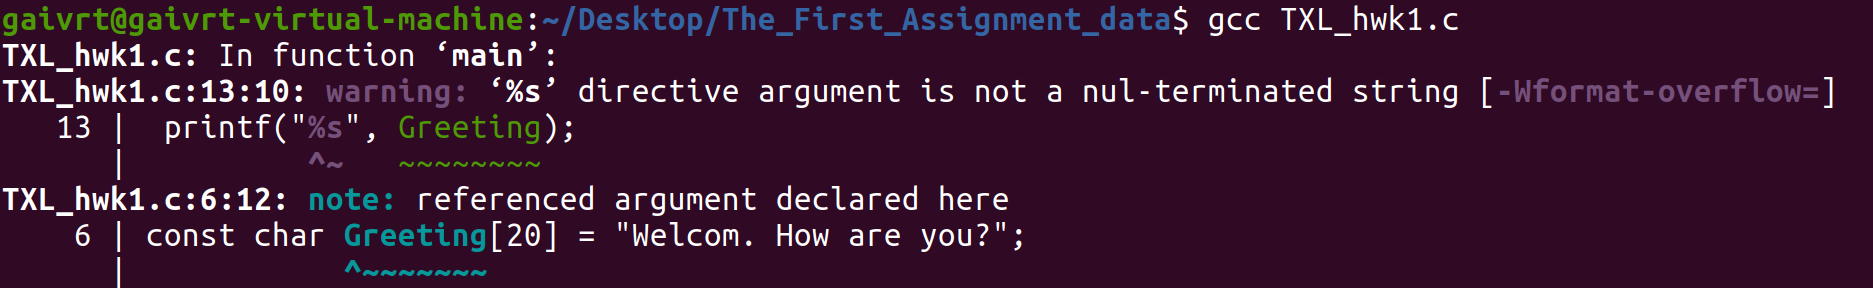 gaivrt@gaivrt-virtual-machine:~/Desktop/The_First_Assignment_data$ gcc TXL_hwk1.c
TXL_hwk1.c: In function ‘main’:
TXL_hwk1.c:13:10: warning: ‘%s’ directive argument is not a nul-terminated string [-Wformat-overflow=]
   13 |  printf("%s", Greeting);
      |          ^~   ~~~~~~~~
TXL_hwk1.c:6:12: note: referenced argument declared here
    6 | const char Greeting[20] = "Welcom. How are you?";
      |            ^~~~~~~~